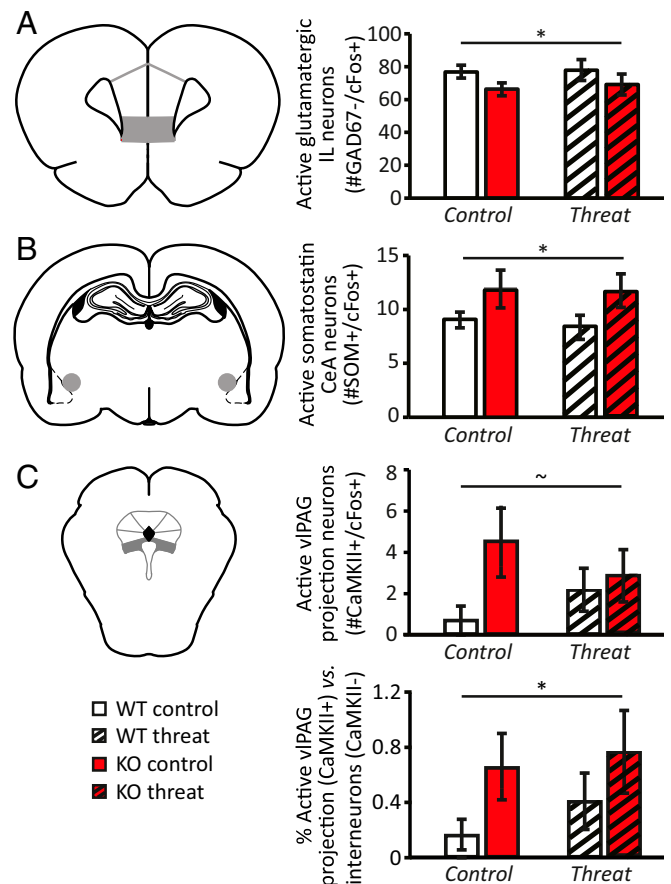 A
Active glutamatergic
IL neurons
(#GAD67-/cFos+)
100
80
60
40
20
0
*
Control
Threat
B
Active somatostatin
CeA neurons
(#SOM+/cFos+)
15
10
5
0
*
Control
Threat
C
Active vlPAG
projection neurons
(#CaMKII+/cFos+)
8
6
4
2
0
~
Control
Threat
WT control
WT threat
KO control
KO threat
% Active vlPAG
projection (CaMKII+) vs.
interneurons (CaMKII-)
1.2
0.8
0.4
0
*
Control
Threat